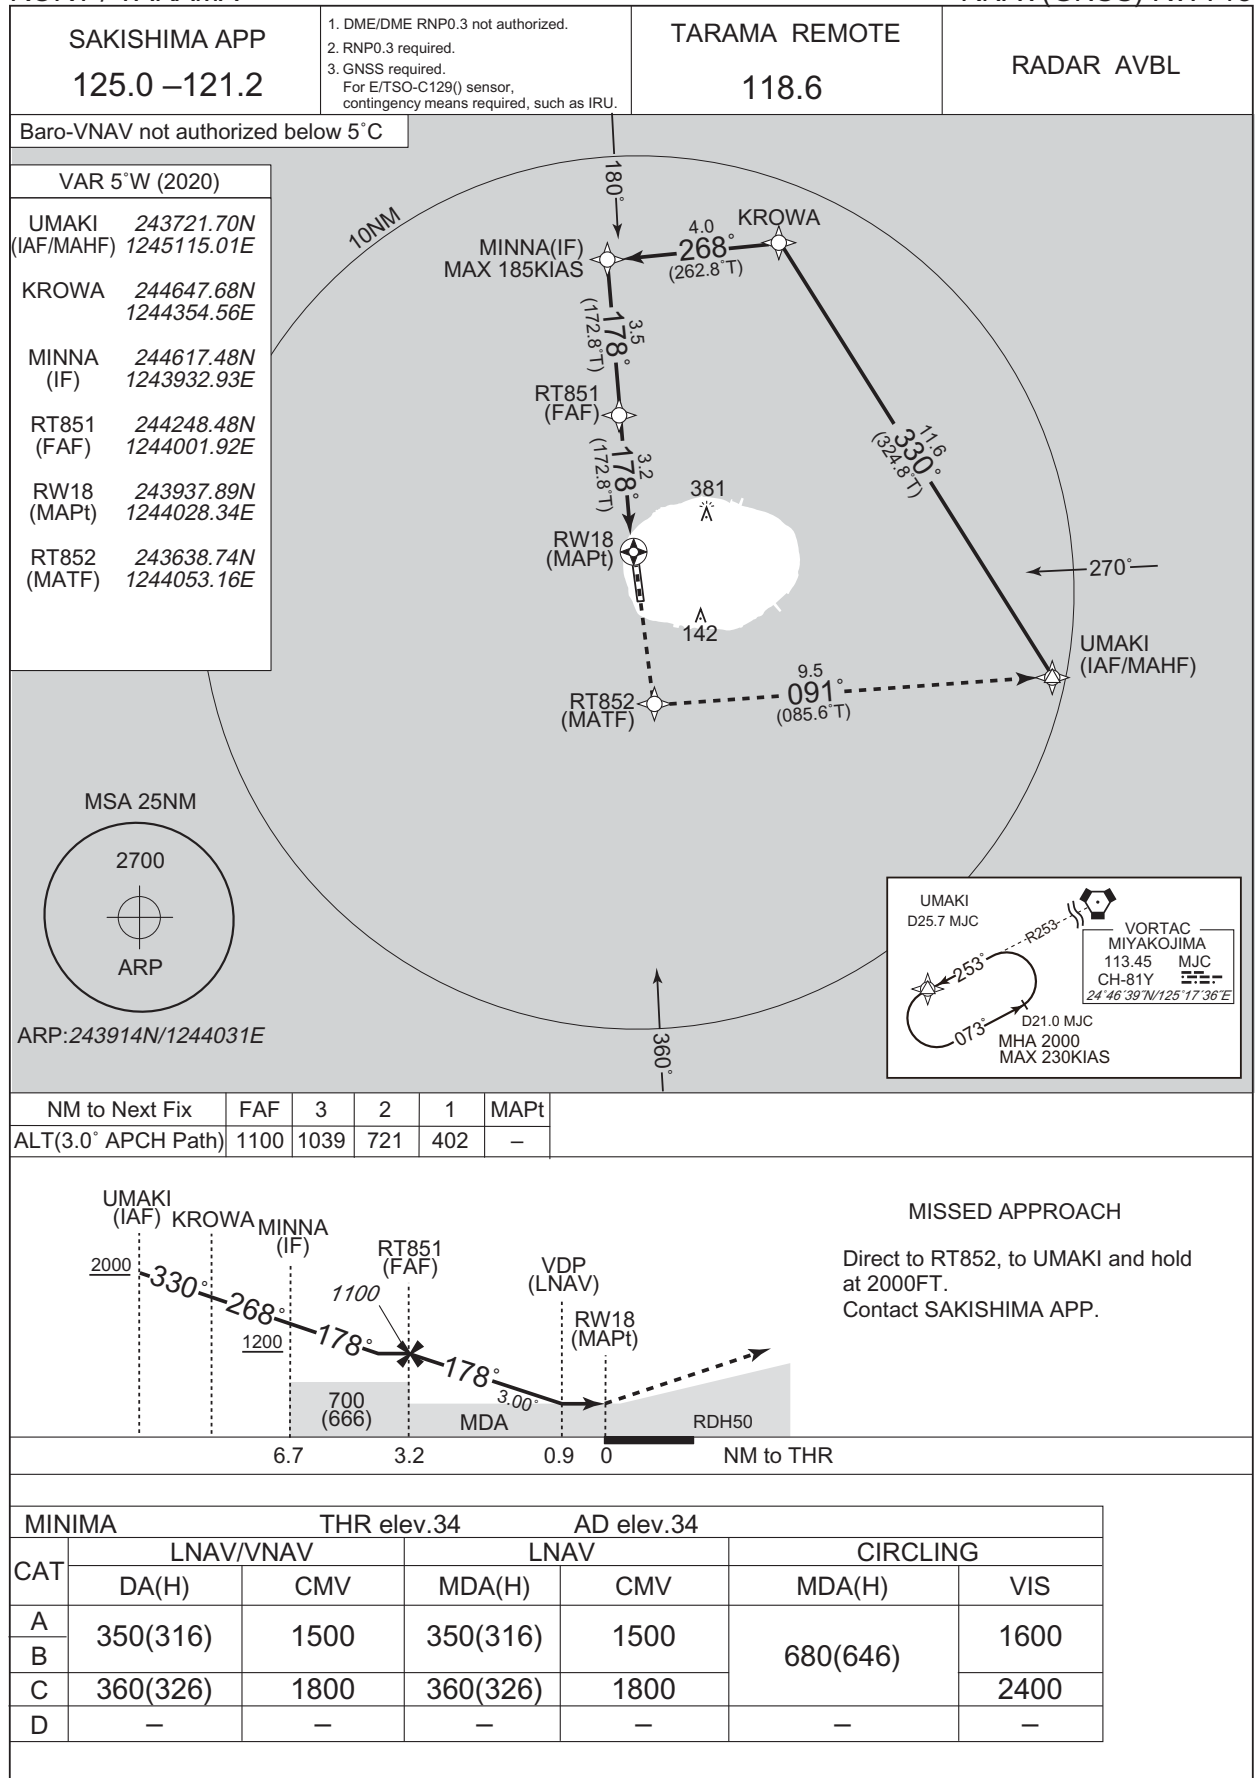 SAKISHIMA APP
125.0 –121.2
1. DME/DME RNP0.3 not authorized.
2. RNP0.3 required.
3. GNSS required.
For E/TSO-C129() sensor,
contingency means required, such as IRU.
TARAMA REMOTE
118.6
RADAR AVBL
Baro-VNAV not authorized below 5˚C
VAR 5˚W (2020)
UMAKI 243721.70N
(IAF/MAHF) 1245115.01E
KROWA 244647.68N
1244354.56E
MINNA 244617.48N
(IF) 1243932.93E
RT851 244248.48N
(FAF) 1244001.92E
RW18 243937.89N
(MAPt) 1244028.34E
RT852 243638.74N
(MATF) 1244053.16E
10NM
180˚
MINNA(IF)
MAX 185KIAS
4.0
268˚
(262.8˚T)
KROWA
3.5
178˚
(172.8˚T)
RT851
(FAF)
3.2
178˚
(172.8˚T)
11.6
330˚
(324.8˚T)
381
RW18
(MAPt)
142
270˚
UMAKI
(IAF/MAHF)
RT852
(MATF)
9.5
091˚
(085.6˚T)
MSA 25NM
2700
ARP
ARP:243914N/1244031E
360˚
UMAKI
D25.7 MJC
R253
253˚
073˚
D21.0 MJC
MHA 2000
MAX 230KIAS
VORTAC
MIYAKOJIMA
113.45 MJC
CH-81Y
24˚46´39˝N/125˚17´36˝E
NM to Next Fix FAF 3 2 1 MAPt
ALT(3.0˚ APCH Path) 1100 1039 721 402 –
UMAKI
(IAF)
KROWA
MINNA
(IF)
RT851
(FAF)
VDP
(LNAV)
RW18
(MAPt)
2000
330˚
268˚
1200
178˚
1100
178˚
3.00˚
700
(666)
MDA
RDH50
6.7 3.2 0.9 0 NM to THR
MISSED APPROACH
Direct to RT852, to UMAKI and hold
at 2000FT.
Contact SAKISHIMA APP.
MINIMA THR elev.34 AD elev.34
CAT LNAV/VNAV LNAV CIRCLING
DA(H) CMV MDA(H) CMV MDA(H) VIS
A
B
350(316) 1500 350(316) 1500 680(646) 1600
C 360(326) 1800 360(326) 1800 2400
D – – – – – –